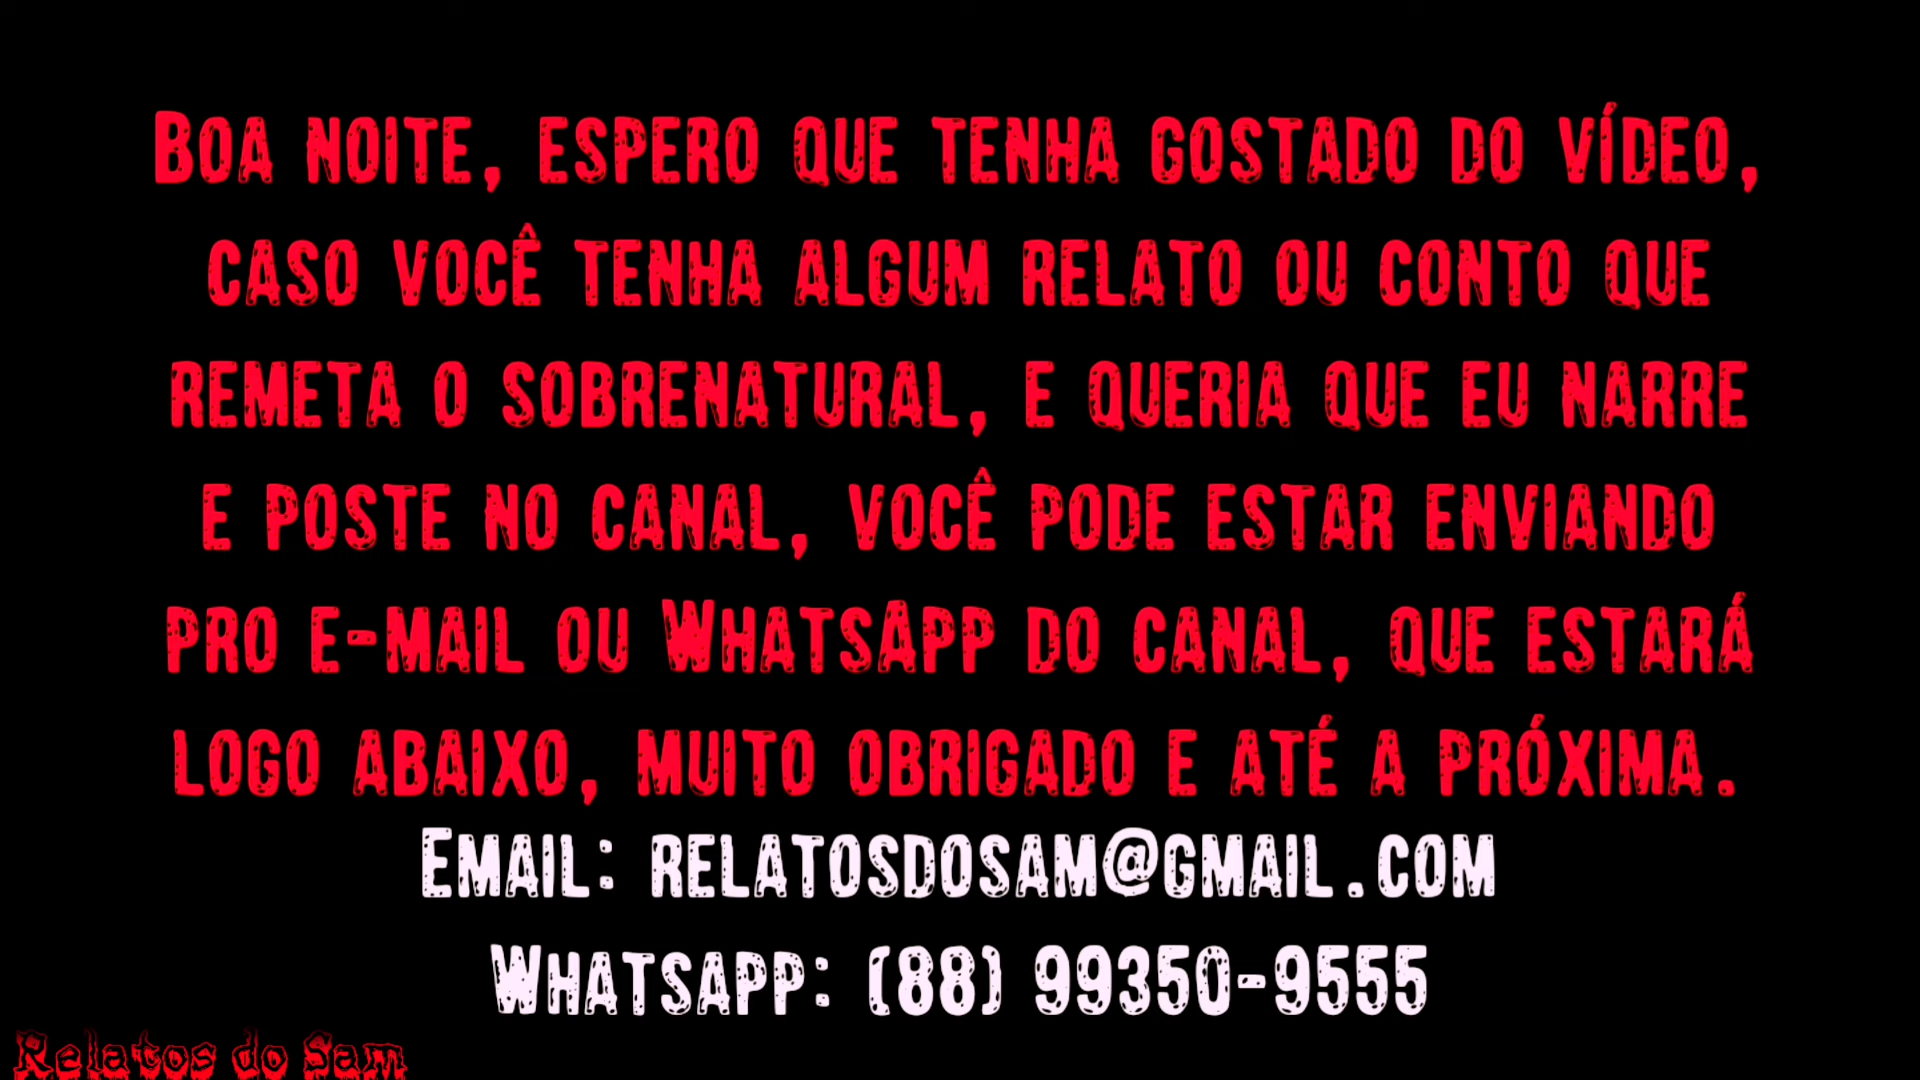 Boa noite, espero que tenha gostado do vídeo,
caso você tenha algum relato ou conto que
remeta o sobrenatural, e queria que eu narre
e poste no canal, você pode estar enviando
pro e-mail ou WhatsApp do canal, que estará
logo abaixo, muito obrigado e até a próxima.
Email: relatosdosam@gmail.com
Whatsapp: (88) 99350-9555
Relatos do Sam